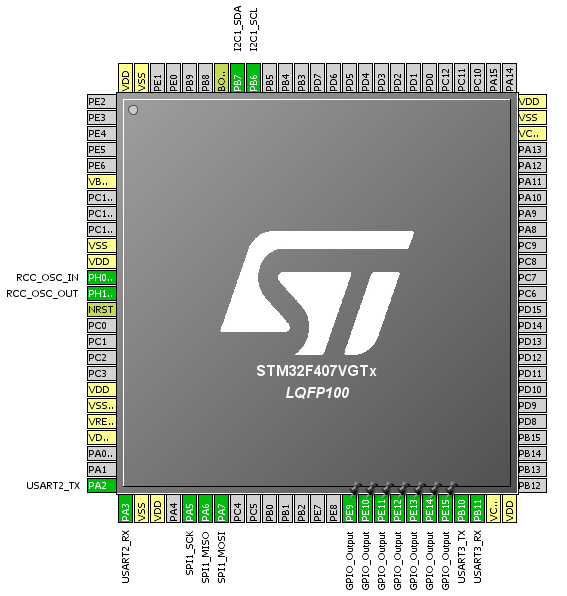 I2C1_SDA
I2C1_SCL
VDD
VSS
PE1
PE0
PB9
PB8
BO..
PB7
PB6
PB5
PB4
PB3
PD7
PD6
PD5
PD4
PD3
PD2
PD1
PD0
PC12
PC11
PC10
PA15
PA14
PE2
PE3
PE4
PE5
PE6
VB..
PC1..
PC1..
PC1..
VSS
VDD
RCC_OSC_IN PH0..
RCC_OSC_OUT PH1..
NRST
PC0
PC1
PC2
PC3
VDD
VSS..
VRE..
VD..
PA0..
PA1
USART2_TX PA2
VDD
VSS
VC..
PA13
PA12
PA11
PA10
PA9
PA8
PC9
PC8
PC7
PC6
PD15
PD14
PD13
PD12
PD11
PD10
PD9
PD8
PB15
PB14
PB13
PB12
ST
STM32F407VGTx
LQFP100
PA3
VSS
VDD
PA4
PA5
PA6
PA7
PC4
PC5
PB0
PB1
PB2
PE7
PE8
PE9
PE10
PE11
PE12
PE13
PE14
PE15
PB10
PB11
VC..
VDD
USART2_RX
SPI1_SCK
SPI1_MISO
SPI1_MOSI
GPIO_Output
GPIO_Output
GPIO_Output
GPIO_Output
GPIO_Output
GPIO_Output
GPIO_Output
USART3_TX
USART3_RX